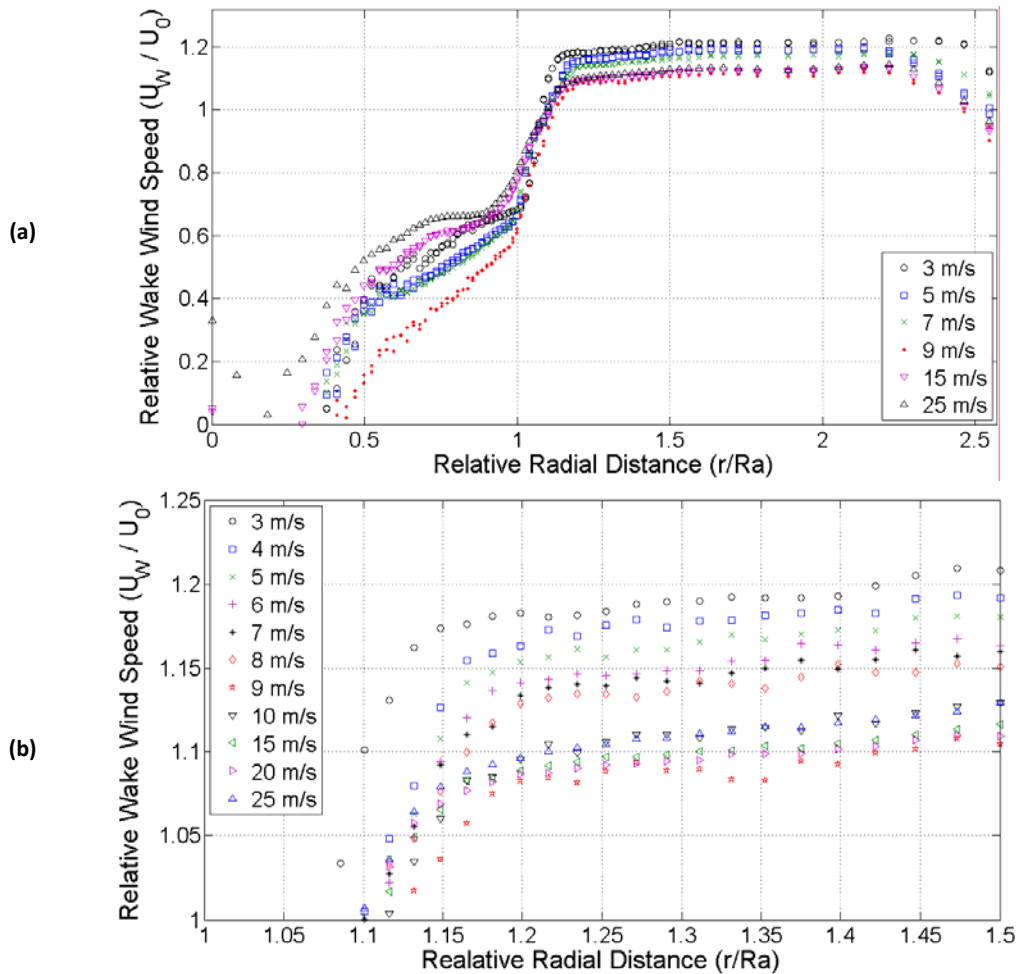 (a)
Relative Wake Wind Speed (U_W / U_0)
1.2
1
0.8
0.6
0.4
0.2
0
3 m/s
5 m/s
7 m/s
9 m/s
15 m/s
25 m/s
0 0.5 1 1.5 2 2.5
Relative Radial Distance (r/Ra)
(b)
Relative Wake Wind Speed (U_W / U_0)
1.25
1.2
1.15
1.1
1.05
1
3 m/s
4 m/s
5 m/s
6 m/s
7 m/s
8 m/s
9 m/s
10 m/s
15 m/s
20 m/s
25 m/s
1 1.05 1.1 1.15 1.2 1.25 1.3 1.35 1.4 1.45 1.5
Realative Radial Distance (r/Ra)